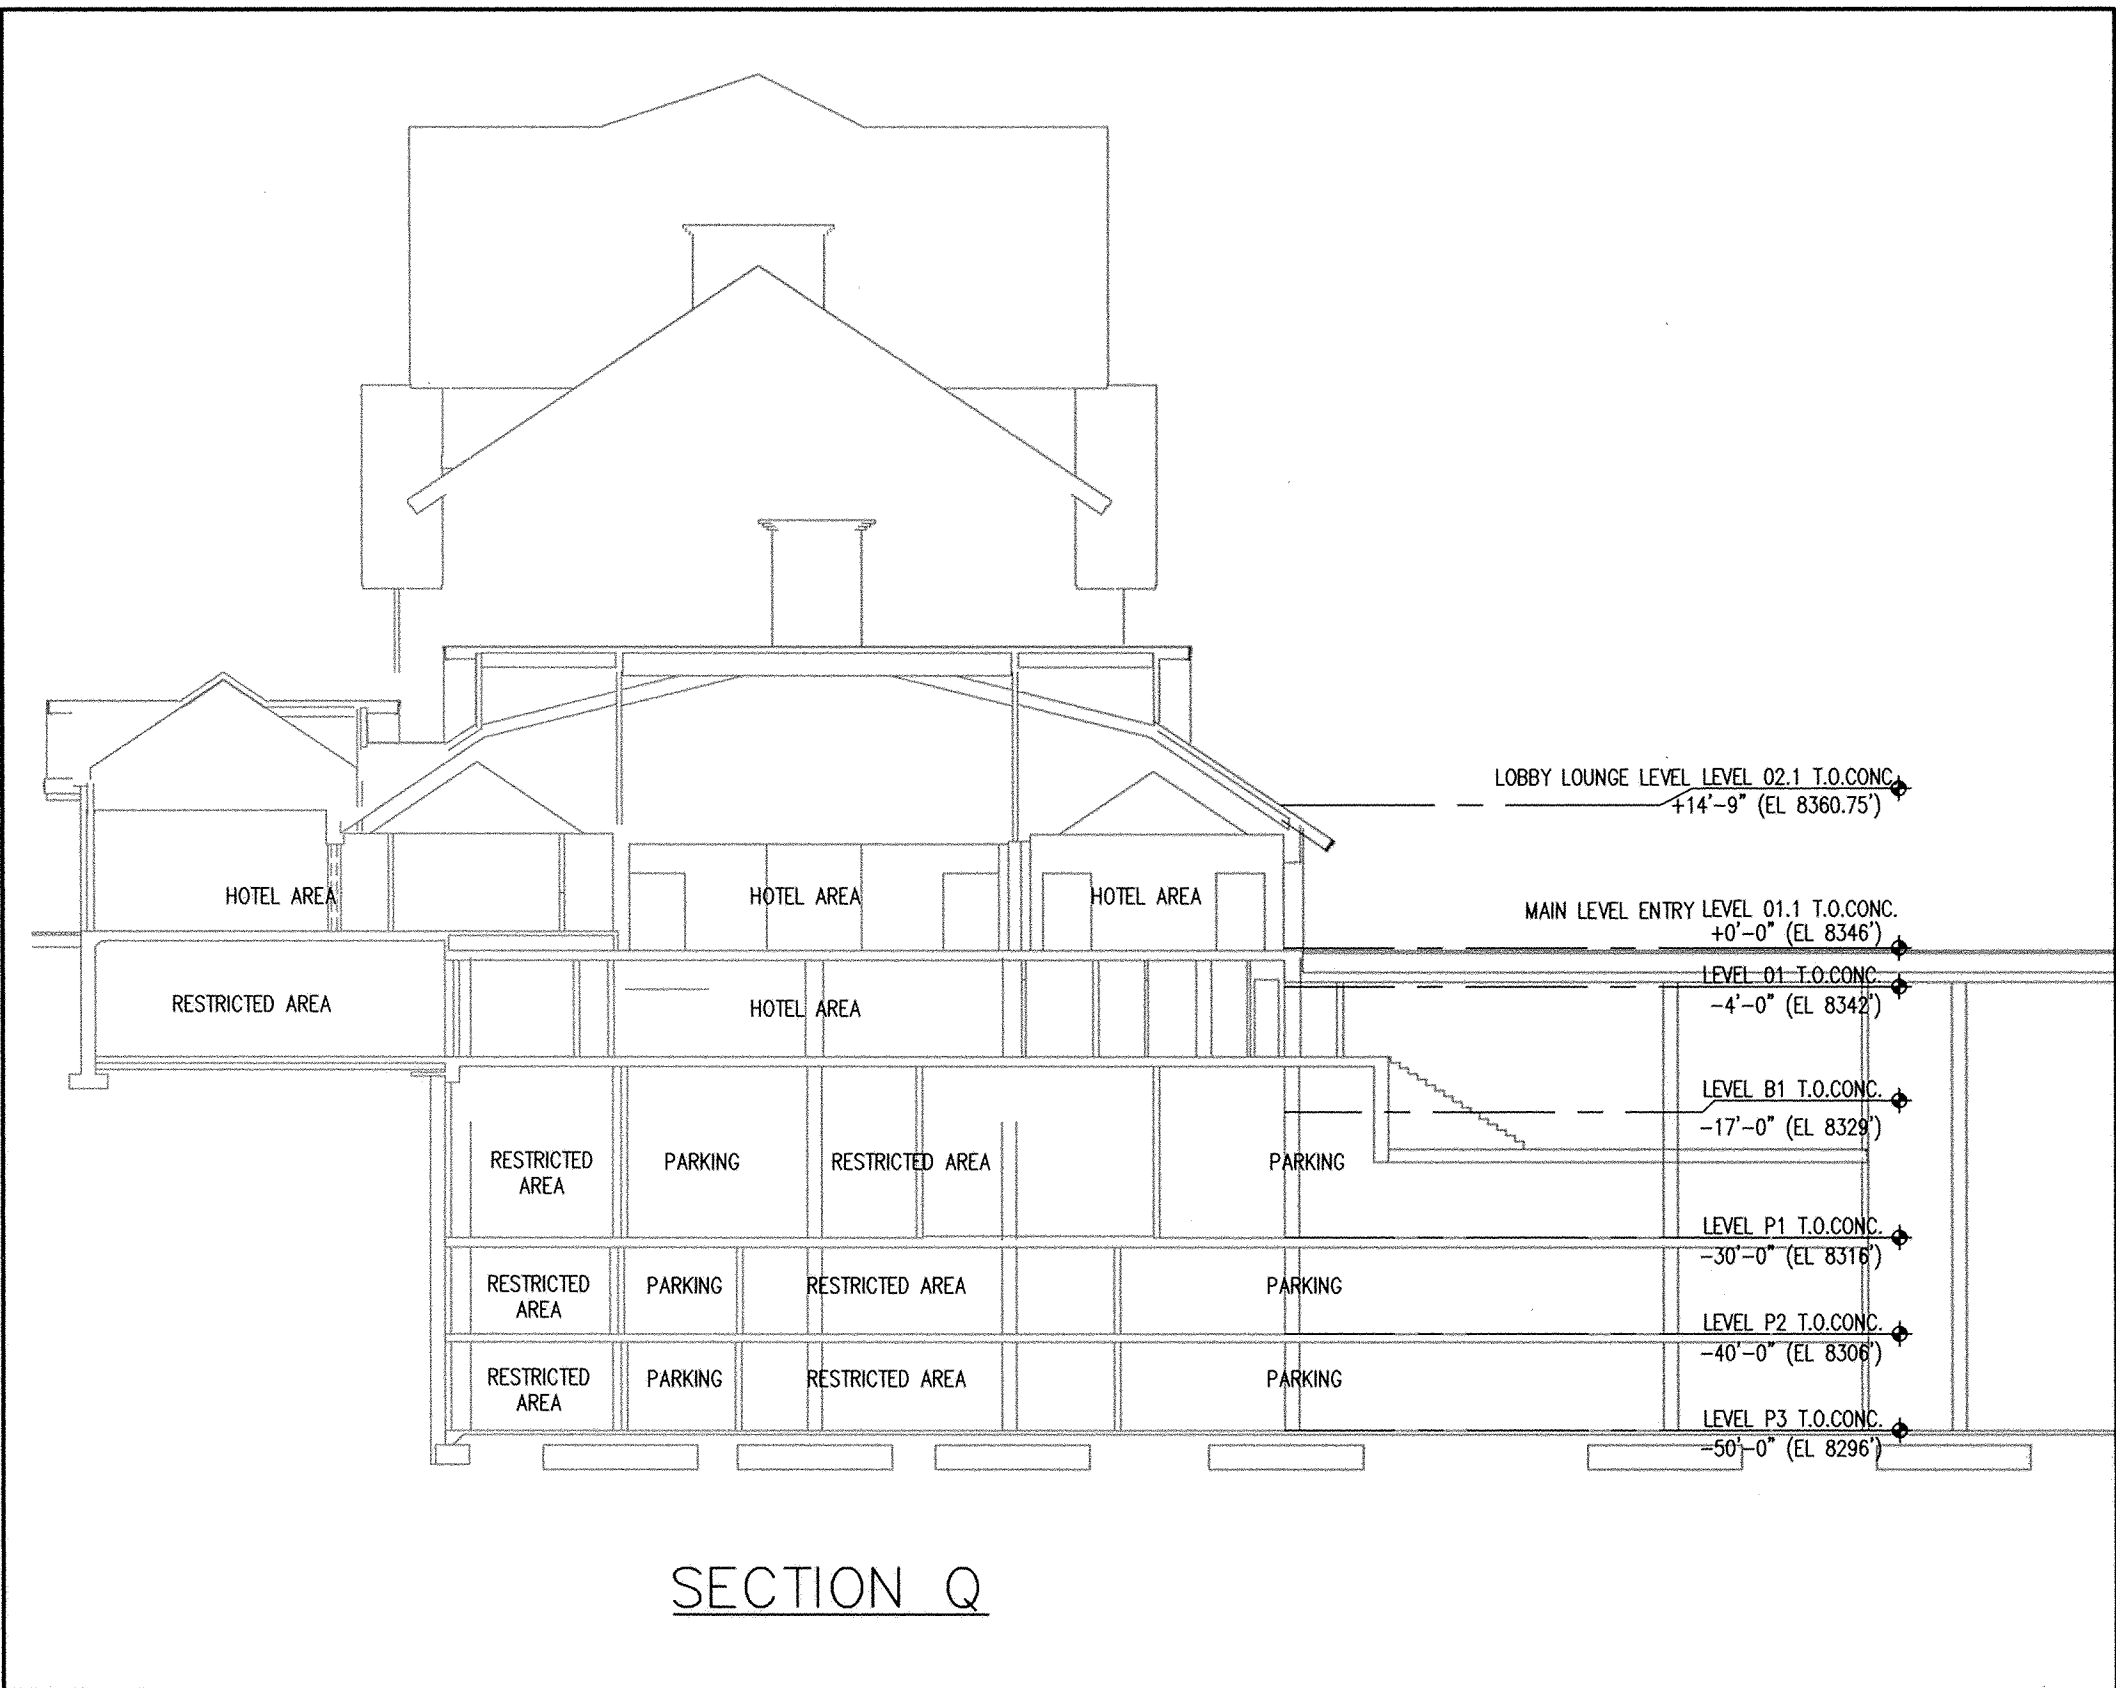 LOBBY LOUNGE LEVEL LEVEL 02.1 T.O.CONC.
+14'-9" (EL 8360.75')
HOTEL AREA
HOTEL AREA
HOTEL AREA
MAIN LEVEL ENTRY LEVEL 01.1 T.O.CONC.
+0'-0" (EL 8346')
LEVEL 01 T.O.CONC.
-4'-0" (EL 8342')
RESTRICTED AREA
HOTEL AREA
LEVEL B1 T.O.CONC.
-17'-0" (EL 8329')
RESTRICTED
AREA
PARKING
RESTRICTED AREA
PARKING
LEVEL P1 T.O.CONC.
-30'-0" (EL 8316')
RESTRICTED
AREA
PARKING
RESTRICTED AREA
PARKING
LEVEL P2 T.O.CONC.
-40'-0" (EL 8306')
RESTRICTED
AREA
PARKING
RESTRICTED AREA
PARKING
LEVEL P3 T.O.CONC.
-50'-0" (EL 8296')
SECTION Q